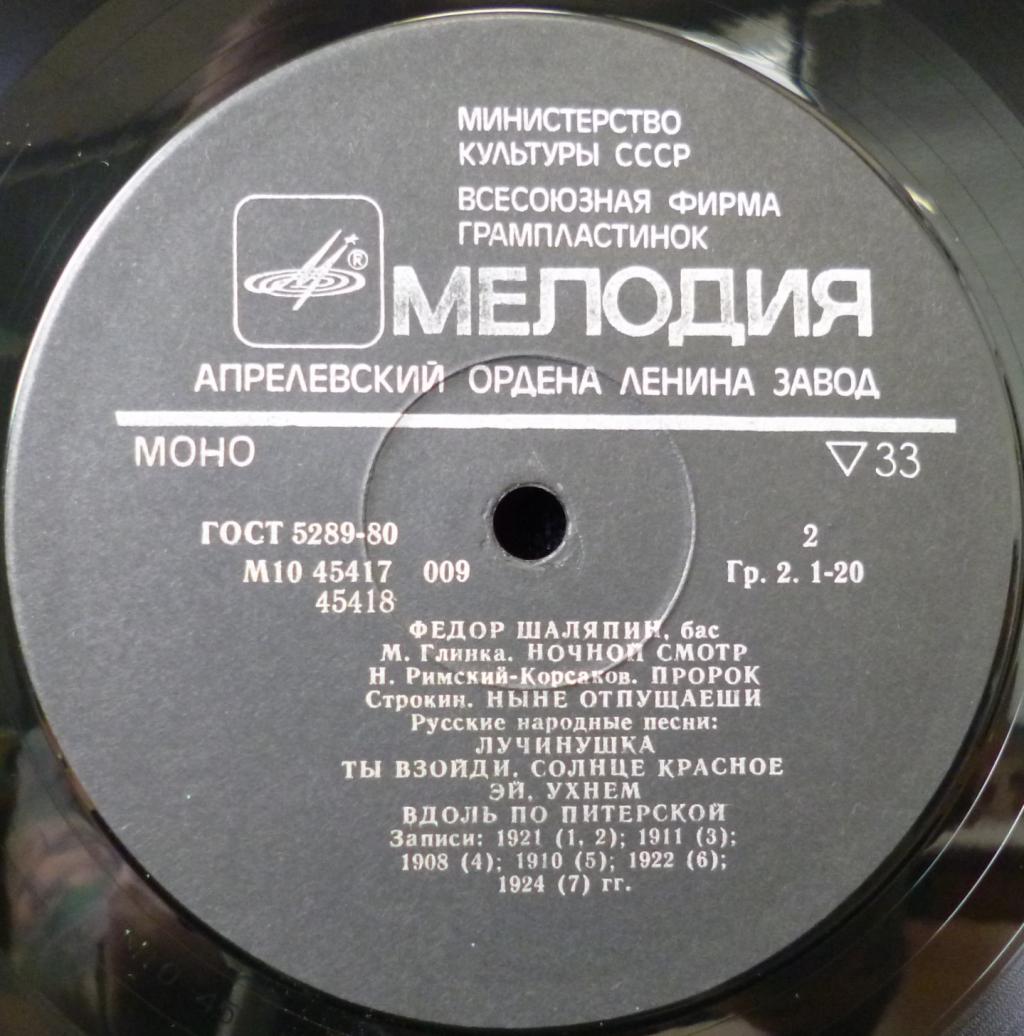 МИНИСТЕРСТВО
КУЛЬТУРЫ СССР
ВСЕСОЮЗНАЯ ФИРМА
ГРАМПЛАСТИНОК
®
МЕЛОДИЯ
АПРЕЛЕВСКИЙ ОРДЕНА ЛЕНИНА ЗАВОД
МОНО ▽33
ГОСТ 5289-80 2
М10 45417 009 Гр. 2. 1-20
45418
ФЕДОР ШАЛЯПИН, бас
М. Глинка. НОЧНОЙ СМОТР
Н. Римский-Корсаков. ПРОРОК
Строкин. НЫНЕ ОТПУЩАЕШИ
Русские народные песни:
ЛУЧИНУШКА
ТЫ ВЗОЙДИ, СОЛНЦЕ КРАСНОЕ
ЭЙ, УХНЕМ
ВДОЛЬ ПО ПИТЕРСКОЙ
Записи: 1921 (1, 2); 1911 (3);
1908 (4); 1910 (5); 1922 (6);
1924 (7) гг.